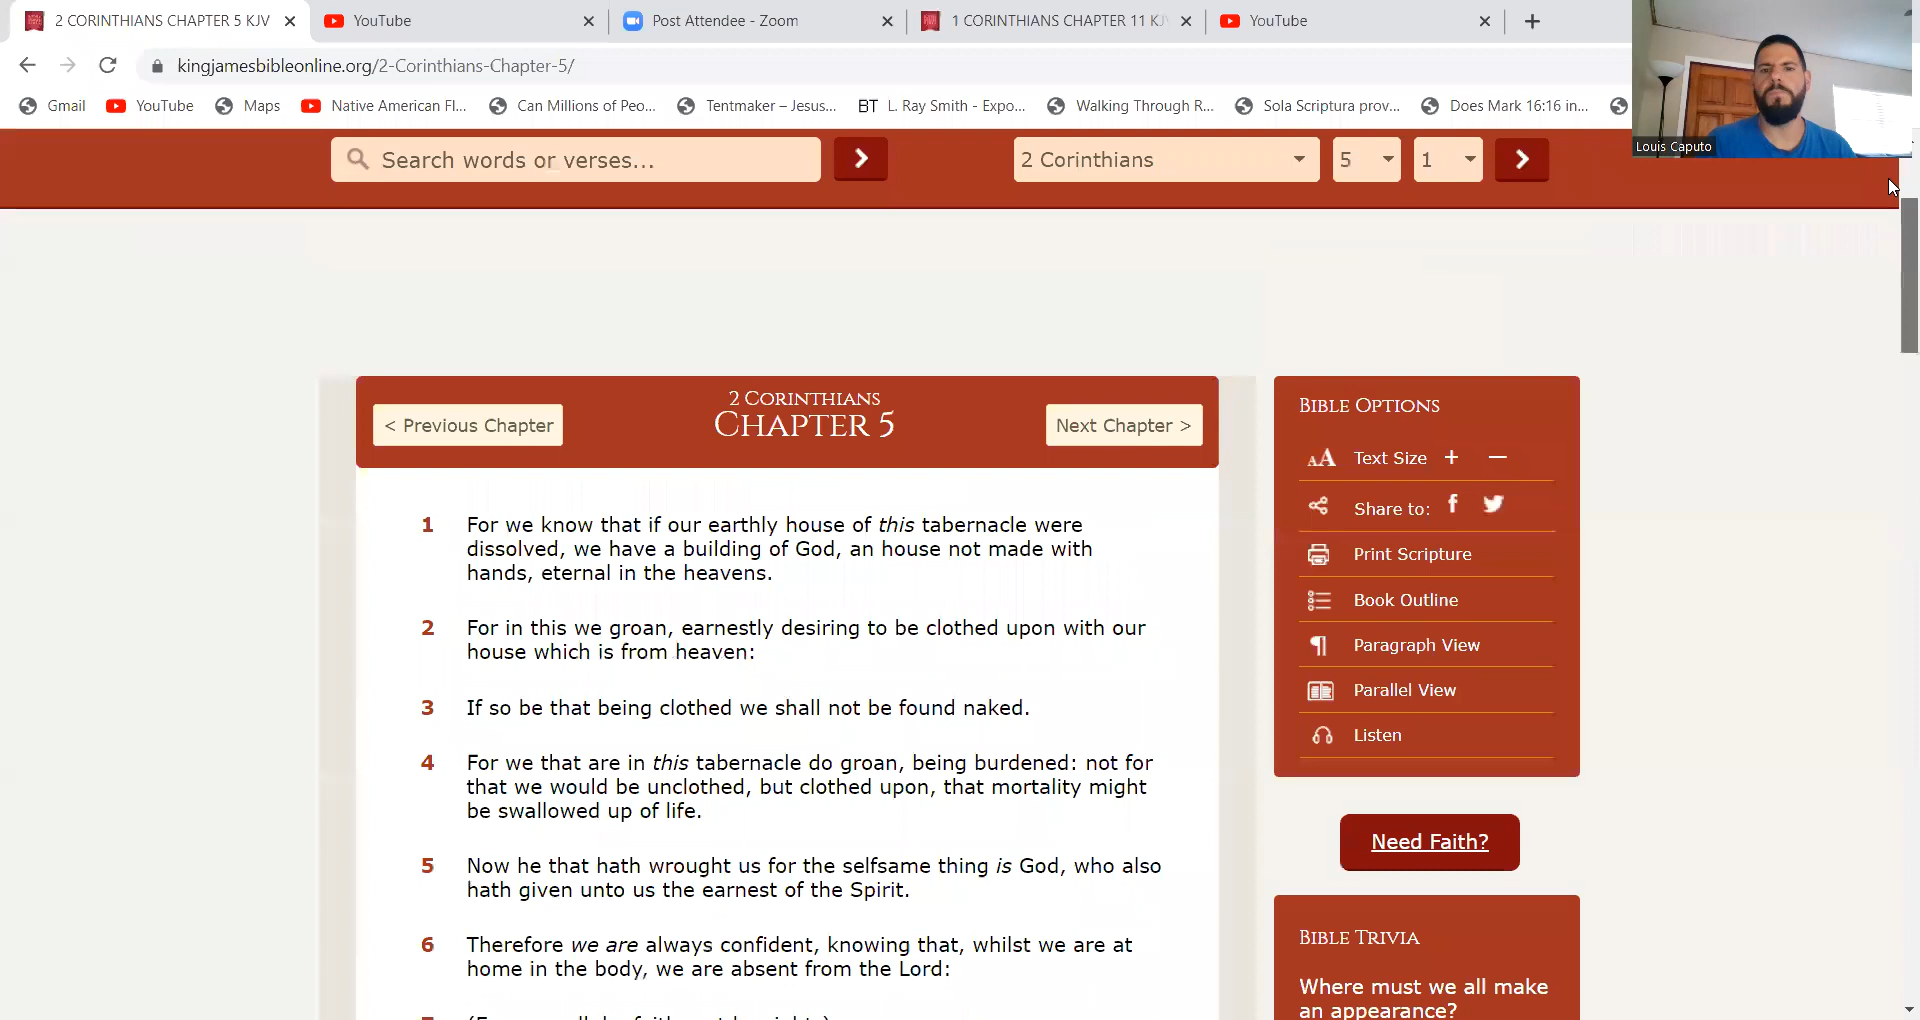 2 CORINTHIANS CHAPTER 5 KJV
YouTube
Post Attendee - Zoom
1 CORINTHIANS CHAPTER 11 KJV
YouTube
kingjamesbibleonline.org/2-Corinthians-Chapter-5/
Gmail
YouTube
Maps
Native American Fl...
Can Millions of Peo...
Tentmaker – Jesus...
BT L. Ray Smith - Expo...
Walking Through R...
Sola Scriptura prov...
Does Mark 16:16 in...
Louis Caputo
Search words or verses...
2 Corinthians
5
1
< Previous Chapter
2 CORINTHIANS
CHAPTER 5
Next Chapter >
1 For we know that if our earthly house of this tabernacle were
dissolved, we have a building of God, an house not made with
hands, eternal in the heavens.
2 For in this we groan, earnestly desiring to be clothed upon with our
house which is from heaven:
3 If so be that being clothed we shall not be found naked.
4 For we that are in this tabernacle do groan, being burdened: not for
that we would be unclothed, but clothed upon, that mortality might
be swallowed up of life.
5 Now he that hath wrought us for the selfsame thing is God, who also
hath given unto us the earnest of the Spirit.
6 Therefore we are always confident, knowing that, whilst we are at
home in the body, we are absent from the Lord:
BIBLE OPTIONS
AA Text Size + —
Share to:
Print Scripture
Book Outline
Paragraph View
Parallel View
Listen
Need Faith?
BIBLE TRIVIA
Where must we all make
an appearance?